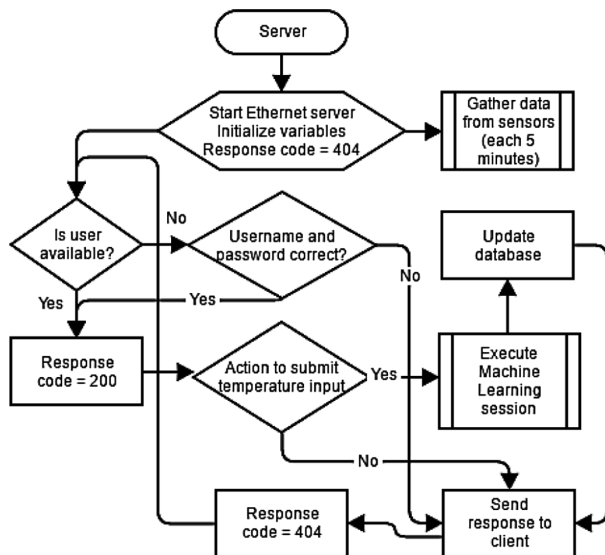 Server
Start Ethernet server
Initialize variables
Response code = 404
Gather data
from sensors
(each 5
minutes)
Is user
available?
No
Username and
password correct?
No
Update
database
Yes
Yes
Response
code = 200
Action to submit
temperature input
Yes
Execute
Machine
Learning
session
No
Response
code = 404
Send
response to
client